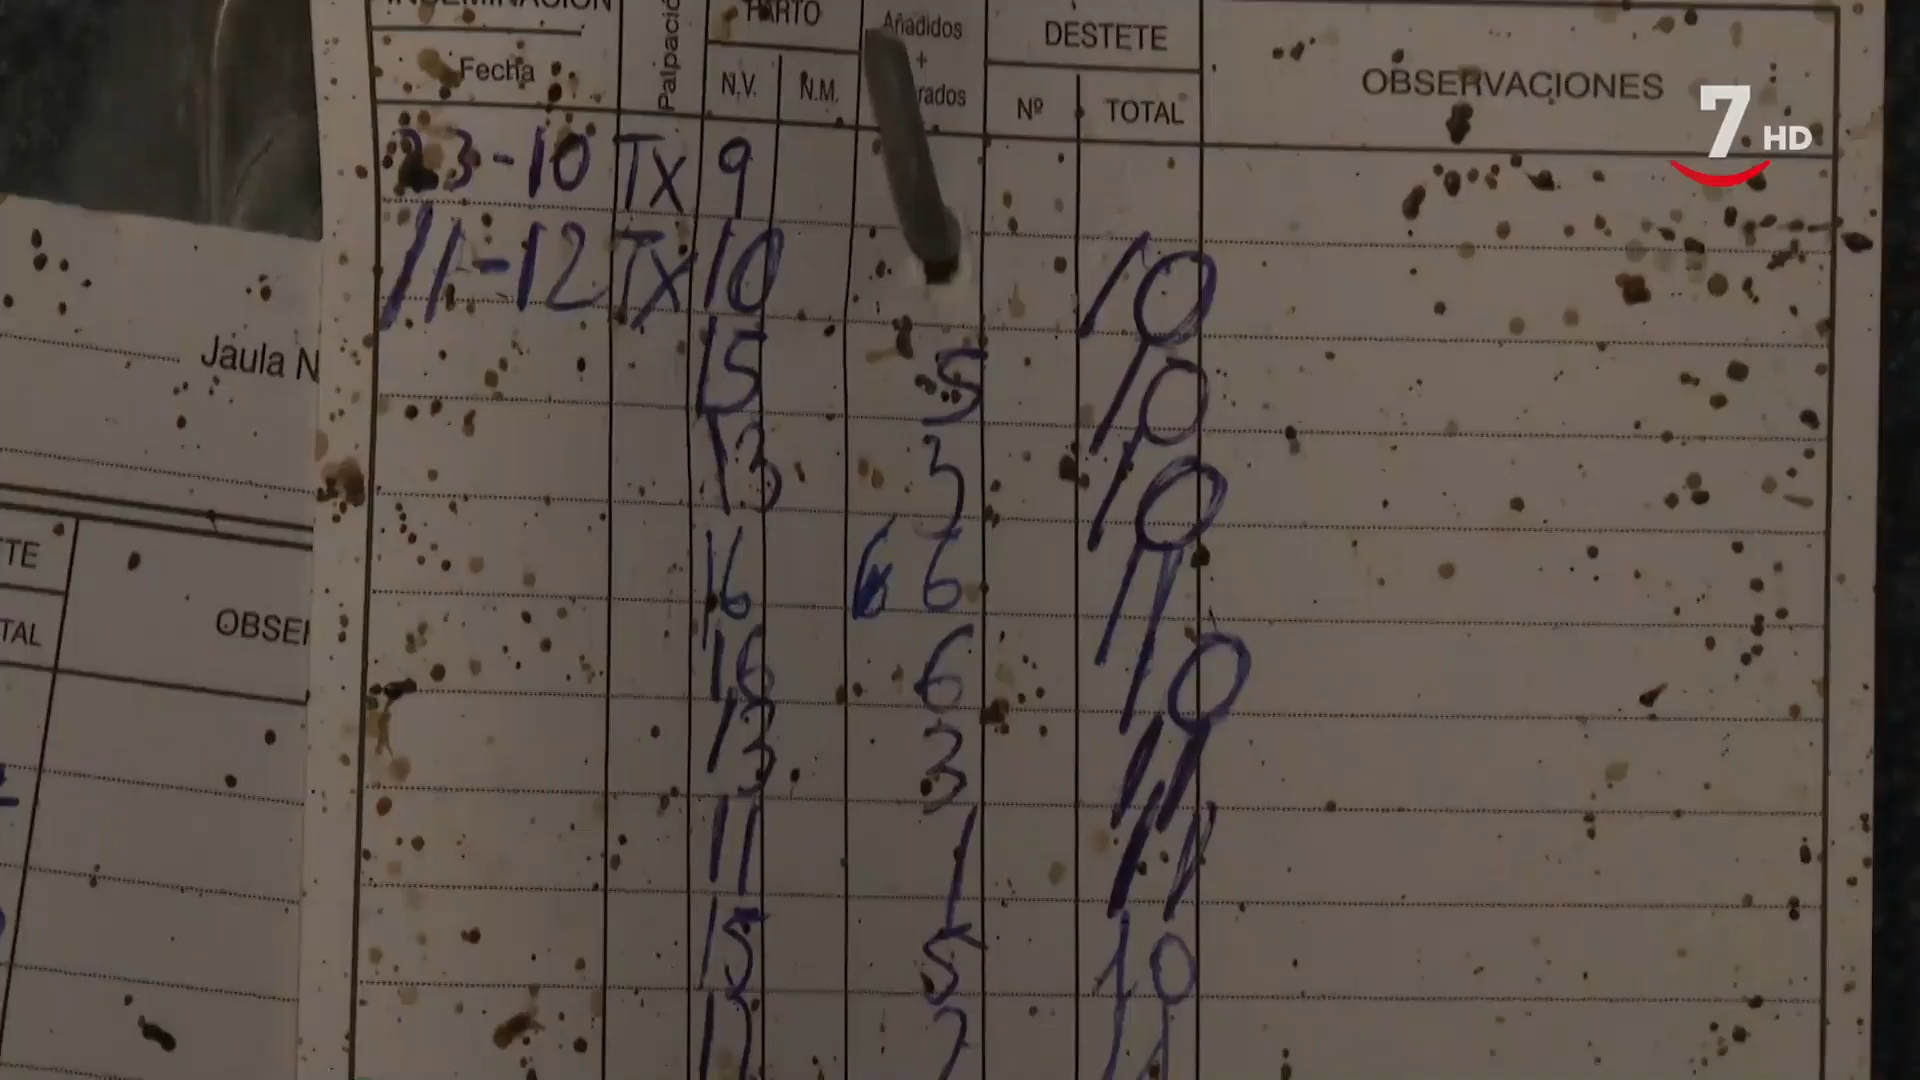 INSEMINACIÓN
Fecha
Palpación
PARTO
N.V.
N.M.
Añadidos
+
rados
DESTETE
Nº
TOTAL
OBSERVACIONES
7 HD
23-10 TX 9
11-12 TX 10 10
15 5 10
13 3 10
16 6 6 11
16 6 10
13 3 11
11 1 11
15 5 10
Jaula N
TE
TAL
OBSE